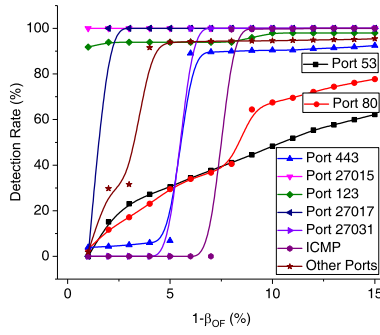 100
80
60
40
20
0
0
5
10
15
Detection Rate (%)
1-βOF (%)
Port 53
Port 80
Port 443
Port 27015
Port 123
Port 27017
Port 27031
ICMP
Other Ports